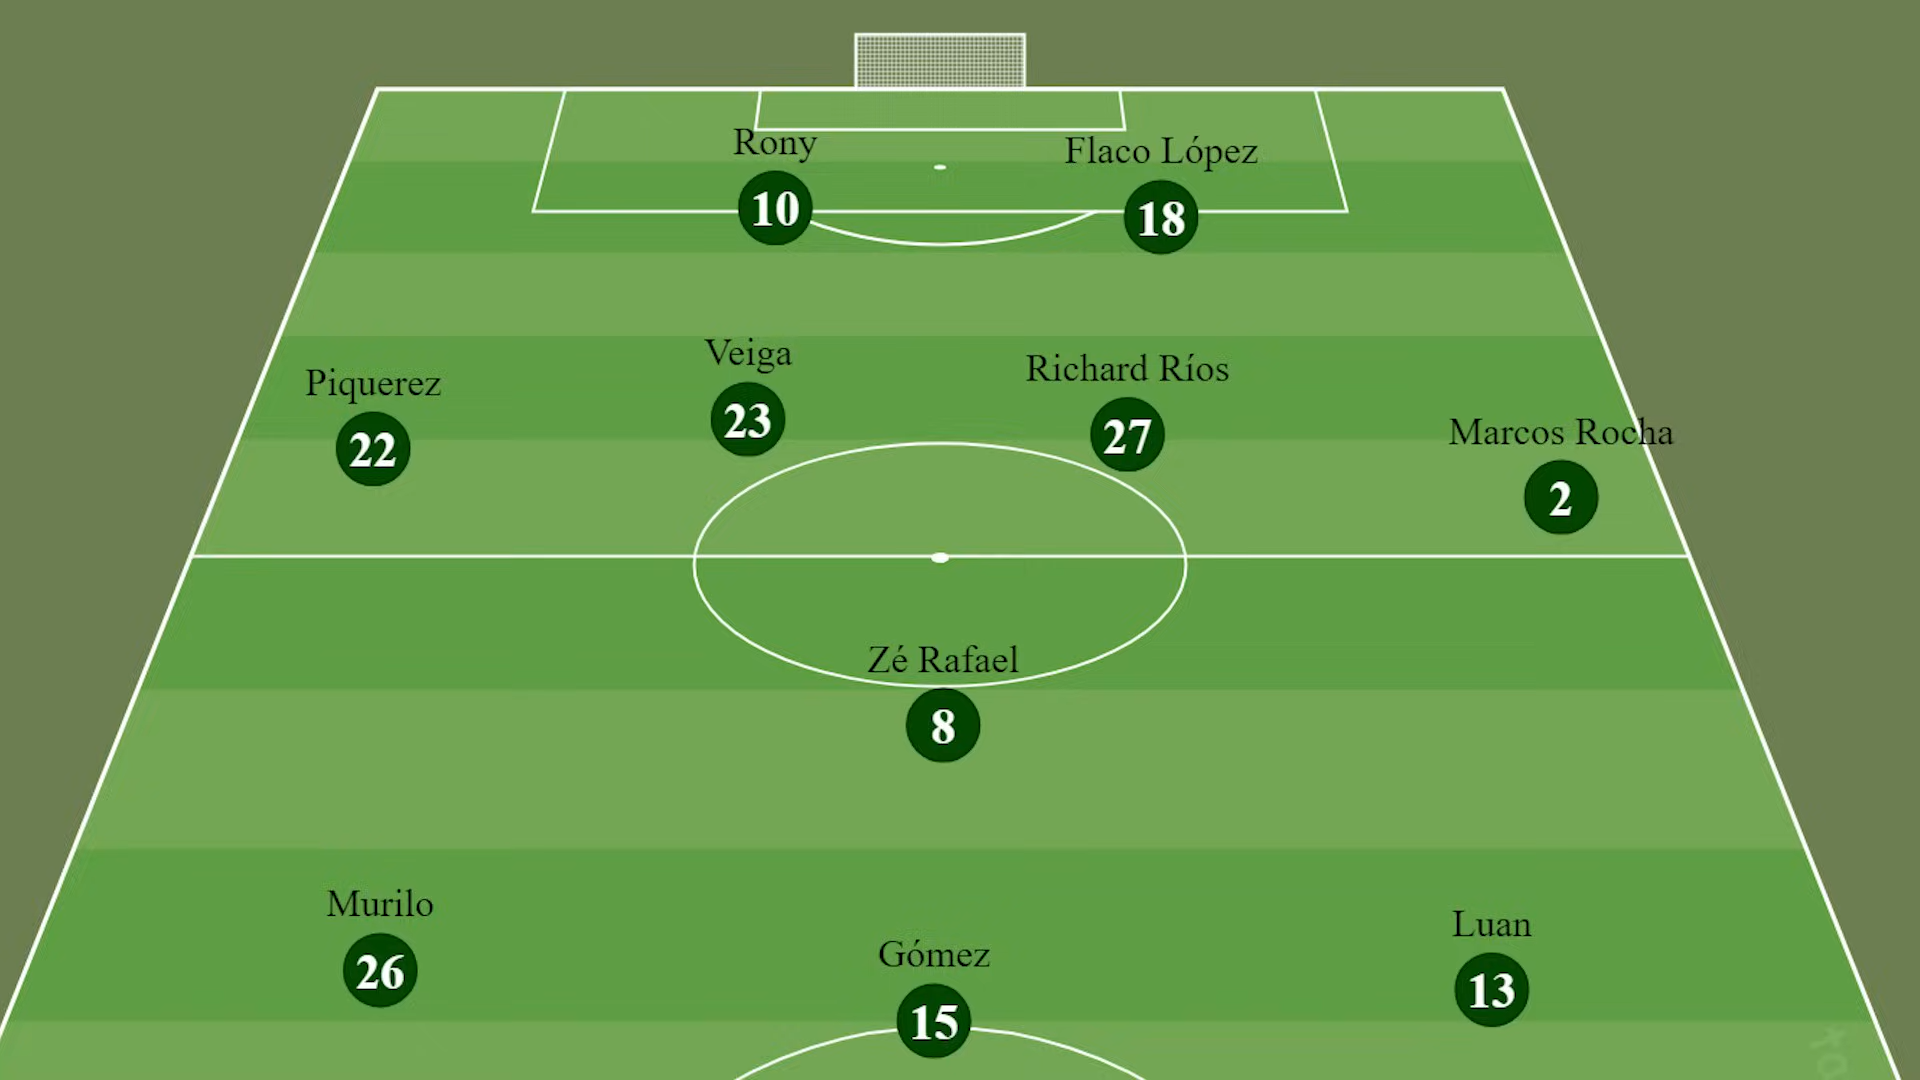 Rony
Flaco López
10
18
Veiga
Richard Ríos
Piquerez
23
27
Marcos Rocha
22
2
Zé Rafael
8
Murilo
Luan
Gómez
26
13
15